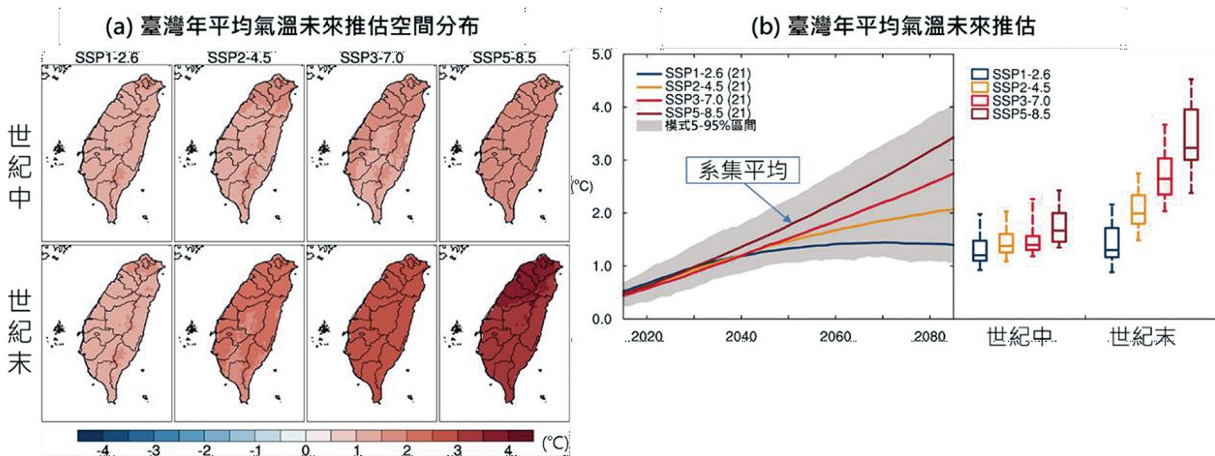 (a) 臺灣年平均氣溫未來推估空間分布
SSP1-2.6 SSP2-4.5 SSP3-7.0 SSP5-8.5
世紀中
世紀末
-4 -3 -2 -1 0 1 2 3 4 (℃)
(b) 臺灣年平均氣溫未來推估
5.0
4.0
3.0
2.0
1.0
0.0
(℃)
SSP1-2.6 (21)
SSP2-4.5 (21)
SSP3-7.0 (21)
SSP5-8.5 (21)
模式5-95%區間
系集平均
2020 2040 2060 2080
SSP1-2.6
SSP2-4.5
SSP3-7.0
SSP5-8.5
世紀中 世紀末